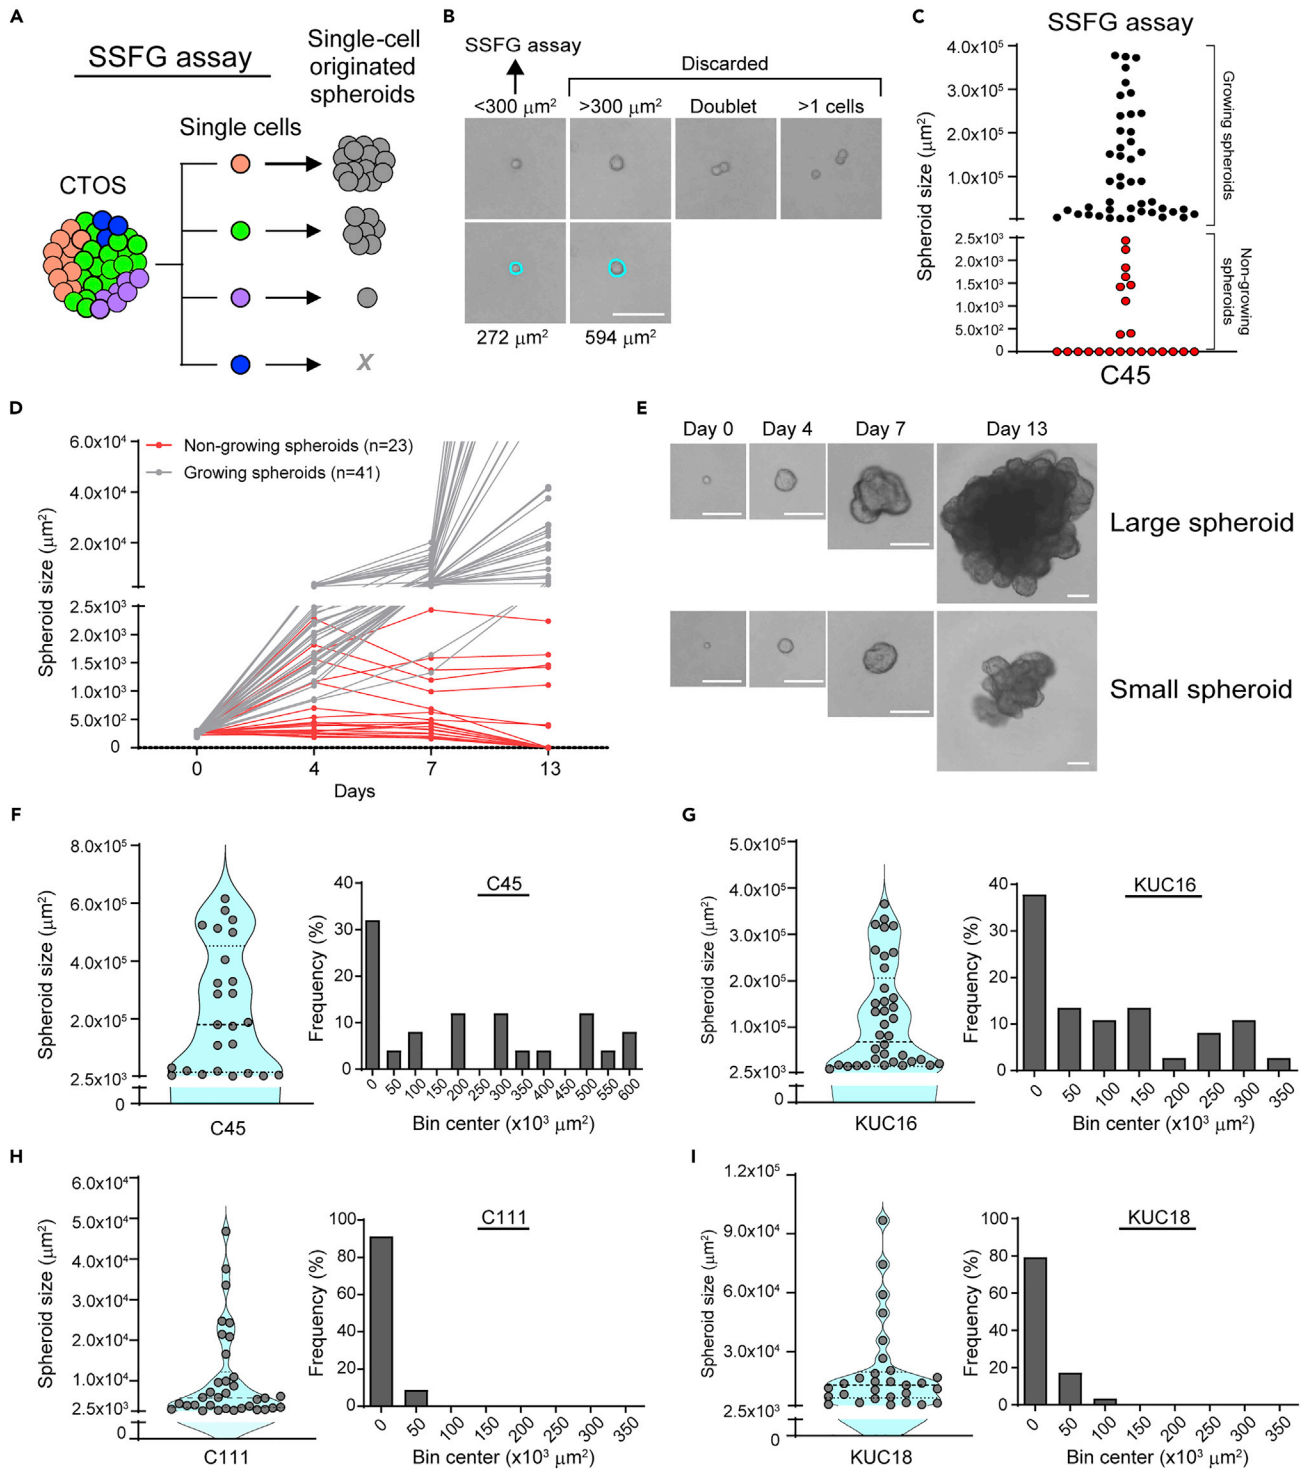 A
SSFG assay
Single-cell
originated
spheroids
Single cells
CTOS
X
B
SSFG assay
Discarded
<300 μm²
>300 μm²
Doublet
>1 cells
272 μm²
594 μm²
C
SSFG assay
Spheroid size (μm²)
4.0x10⁵
3.0x10⁵
2.0x10⁵
1.0x10⁵
2.5x10³
2.0x10³
1.5x10³
1.0x10³
5.0x10²
0
Growing spheroids
Non-growing
spheroids
C45
D
Spheroid size (μm²)
6.0x10⁴
4.0x10⁴
2.0x10⁴
2.5x10³
2.0x10³
1.5x10³
1.0x10³
5.0x10²
0
Non-growing spheroids (n=23)
Growing spheroids (n=41)
0 4 7 13
Days
E
Day 0 Day 4 Day 7 Day 13
Large spheroid
Small spheroid
F
Spheroid size (μm²)
8.0x10⁵
6.0x10⁵
4.0x10⁵
2.0x10⁵
2.5x10³
0
C45
C45
Frequency (%)
40
30
20
10
0
0 50 100 150 200 250 300 350 400 450 500 550 600
Bin center (x10³ μm²)
G
Spheroid size (μm²)
5.0x10⁵
4.0x10⁵
3.0x10⁵
2.0x10⁵
1.0x10⁵
2.5x10³
0
KUC16
KUC16
Frequency (%)
40
30
20
10
0
0 50 100 150 200 250 300 350
Bin center (x10³ μm²)
H
Spheroid size (μm²)
6.0x10⁴
5.0x10⁴
4.0x10⁴
3.0x10⁴
2.0x10⁴
1.0x10⁴
2.5x10³
0
C111
C111
Frequency (%)
100
80
60
40
20
0
0 50 100 150 200 250 300 350
Bin center (x10³ μm²)
I
Spheroid size (μm²)
1.2x10⁵
9.0x10⁴
6.0x10⁴
3.0x10⁴
2.5x10³
0
KUC18
KUC18
Frequency (%)
100
80
60
40
20
0
0 50 100 150 200 250 300 350
Bin center (x10³ μm²)